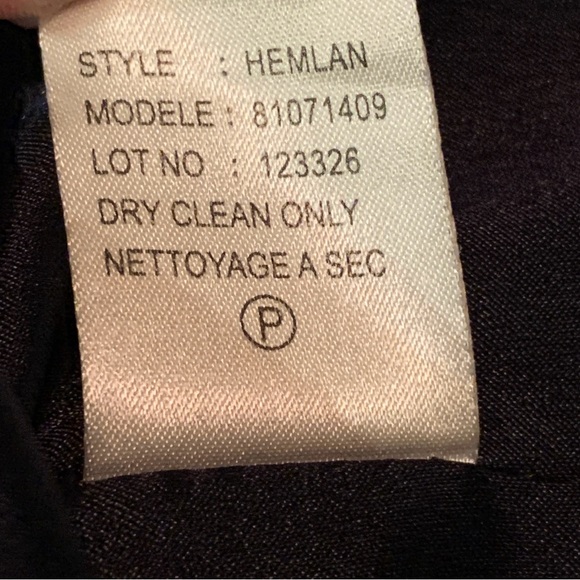 STYLE : HEMLAN
MODELE : 81071409
LOT NO : 123326
DRY CLEAN ONLY
NETTOYAGE A SEC
P